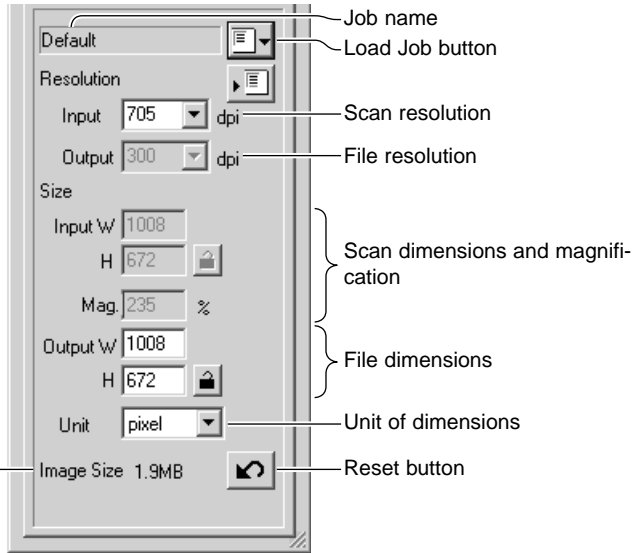 Job name
Default
Load Job button
Resolution
Input 705 dpi
Scan resolution
Output 300 dpi
File resolution
Size
Input W 1008
H 672
Scan dimensions and magnifi-
cation
Mag. 235 %
Output W 1008
File dimensions
H 672
Unit pixel
Unit of dimensions
Image Size 1.9MB
Reset button